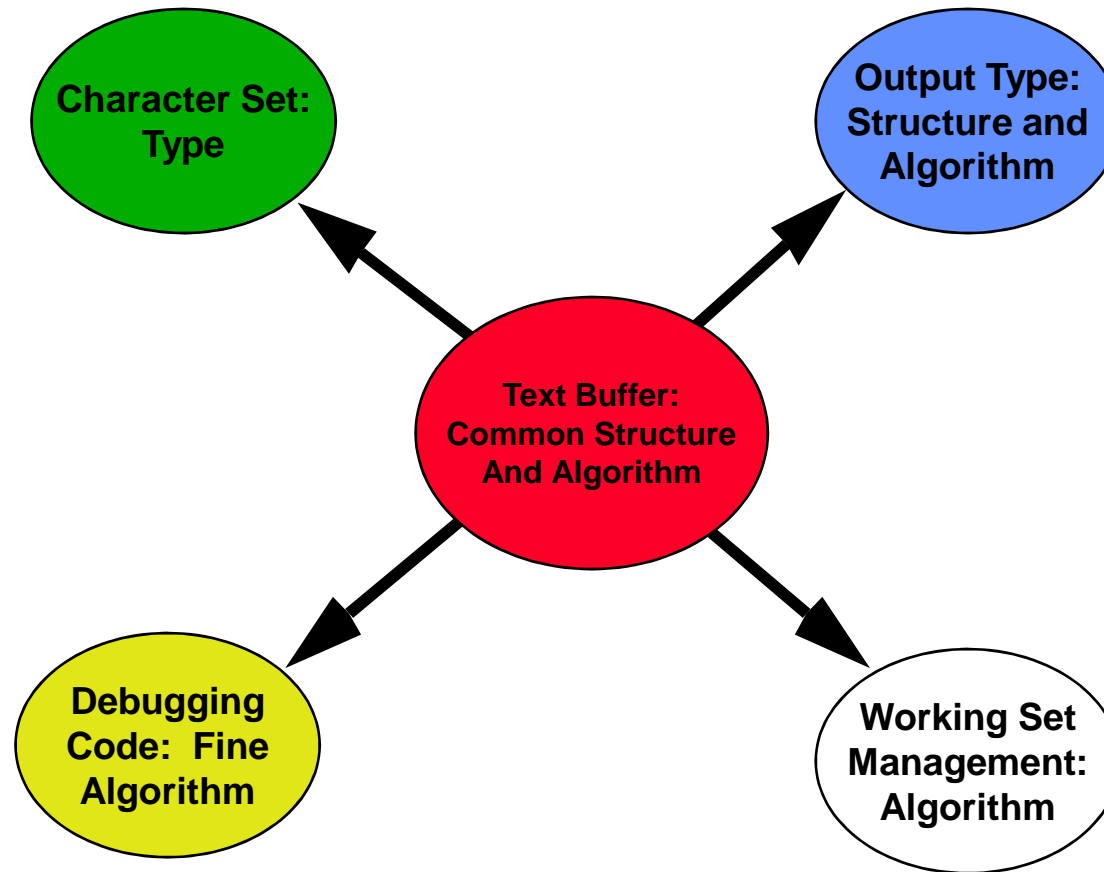 Character Set:
Type
Output Type:
Structure and
Algorithm
Text Buffer:
Common Structure
And Algorithm
Debugging
Code:  Fine
Algorithm
Working Set
Management:
Algorithm